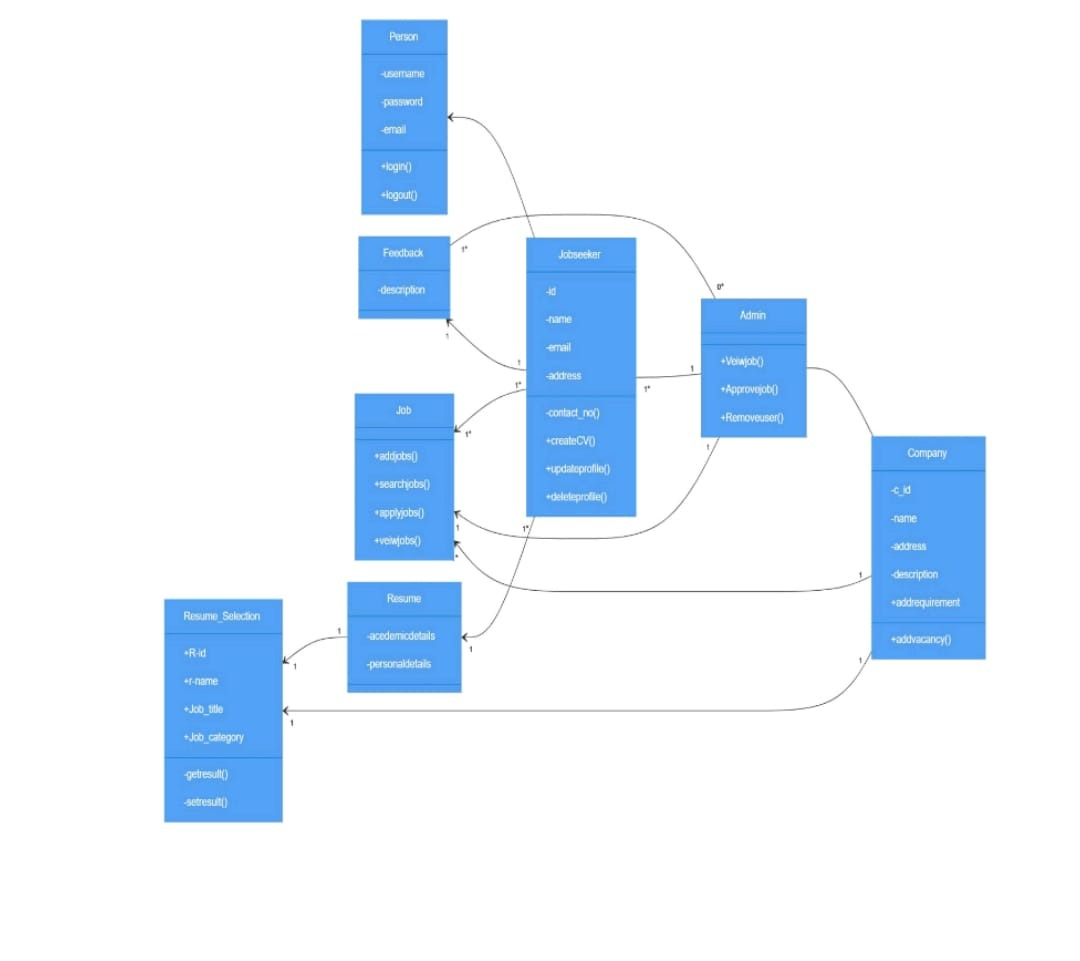 Person
-username
-password
-email
+login()
+logout()
Feedback
-description
1*
1
Jobseeker
-id
-name
-email
-address
-contact_no()
+createCV()
+updateprofile()
+deleteprofile()
1
1*
1*
1*
0*
Admin
+Veiwjob()
+Approvejob()
+Removeuser()
1
1
Job
+addjobs()
+searchjobs()
+applyjobs()
+veiwjobs()
1*
1
*
Company
-c_id
-name
-address
-description
+addrequirement
+addvacancy()
1
1
Resume
-acedemicdetails
-personaldetails
1
1
Resume_Selection
+R-id
+r-name
+Job_title
+Job_category
-getresult()
-setresult()
1
1